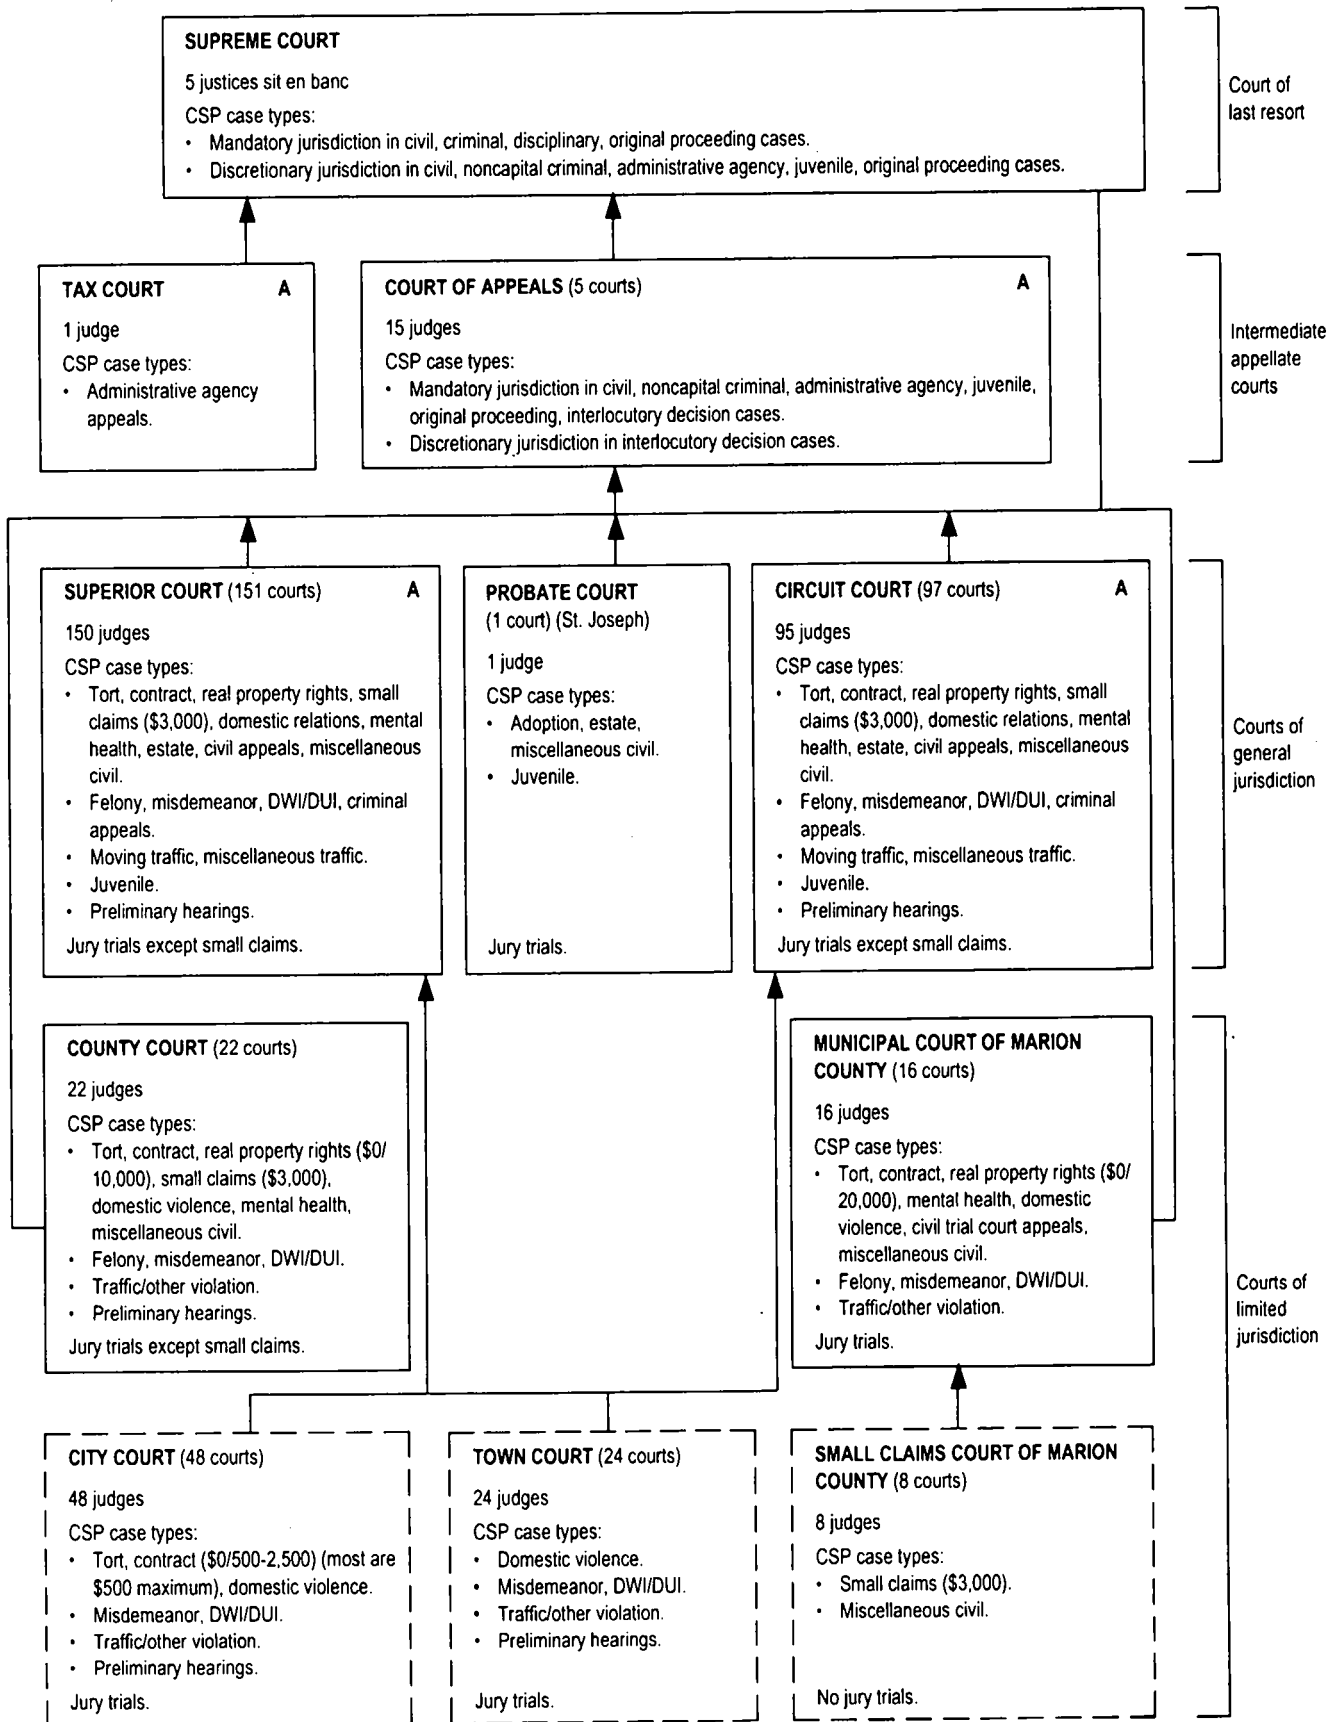 SUPREME COURT
5 justices sit en banc
CSP case types:
• Mandatory jurisdiction in civil, criminal, disciplinary, original proceeding cases.
• Discretionary jurisdiction in civil, noncapital criminal, administrative agency, juvenile, original proceeding cases.
Court of
last resort
TAX COURT A
1 judge
CSP case types:
• Administrative agency
appeals.
COURT OF APPEALS (5 courts) A
15 judges
CSP case types:
• Mandatory jurisdiction in civil, noncapital criminal, administrative agency, juvenile,
original proceeding, interlocutory decision cases.
• Discretionary jurisdiction in interlocutory decision cases.
Intermediate
appellate
courts
SUPERIOR COURT (151 courts) A
150 judges
CSP case types:
• Tort, contract, real property rights, small
claims ($3,000), domestic relations, mental
health, estate, civil appeals, miscellaneous
civil.
• Felony, misdemeanor, DWI/DUI, criminal
appeals.
• Moving traffic, miscellaneous traffic.
• Juvenile.
• Preliminary hearings.
Jury trials except small claims.
PROBATE COURT
(1 court) (St. Joseph)
1 judge
CSP case types:
• Adoption, estate,
miscellaneous civil.
• Juvenile.
Jury trials.
CIRCUIT COURT (97 courts) A
95 judges
CSP case types:
• Tort, contract, real property rights, small
claims ($3,000), domestic relations, mental
health, estate, civil appeals, miscellaneous
civil.
• Felony, misdemeanor, DWI/DUI, criminal
appeals.
• Moving traffic, miscellaneous traffic.
• Juvenile.
• Preliminary hearings.
Jury trials except small claims.
Courts of
general
jurisdiction
COUNTY COURT (22 courts)
22 judges
CSP case types:
• Tort, contract, real property rights ($0/
10,000), small claims ($3,000),
domestic violence, mental health,
miscellaneous civil.
• Felony, misdemeanor, DWI/DUI.
• Traffic/other violation.
• Preliminary hearings.
Jury trials except small claims.
MUNICIPAL COURT OF MARION
COUNTY (16 courts)
16 judges
CSP case types:
• Tort, contract, real property rights ($0/
20,000), mental health, domestic
violence, civil trial court appeals,
miscellaneous civil.
• Felony, misdemeanor, DWI/DUI.
• Traffic/other violation.
Jury trials.
Courts of
limited
jurisdiction
CITY COURT (48 courts)
48 judges
CSP case types:
• Tort, contract ($0/500-2,500) (most are
$500 maximum), domestic violence.
• Misdemeanor, DWI/DUI.
• Traffic/other violation.
• Preliminary hearings.
Jury trials.
TOWN COURT (24 courts)
24 judges
CSP case types:
• Domestic violence.
• Misdemeanor, DWI/DUI.
• Traffic/other violation.
• Preliminary hearings.
Jury trials.
SMALL CLAIMS COURT OF MARION
COUNTY (8 courts)
8 judges
CSP case types:
• Small claims ($3,000).
• Miscellaneous civil.
No jury trials.